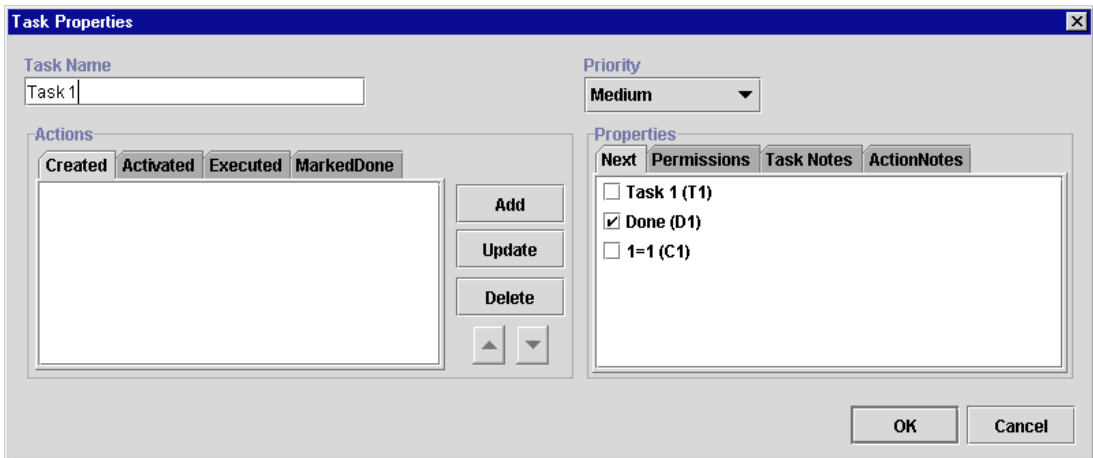 Task Properties
Task Name
Priority
Task 1
Medium
Actions
Properties
Created Activated Executed MarkedDone
Next Permissions Task Notes ActionNotes
Task 1 (T1)
Add
Done (D1)
Update
1=1 (C1)
Delete
OK
Cancel